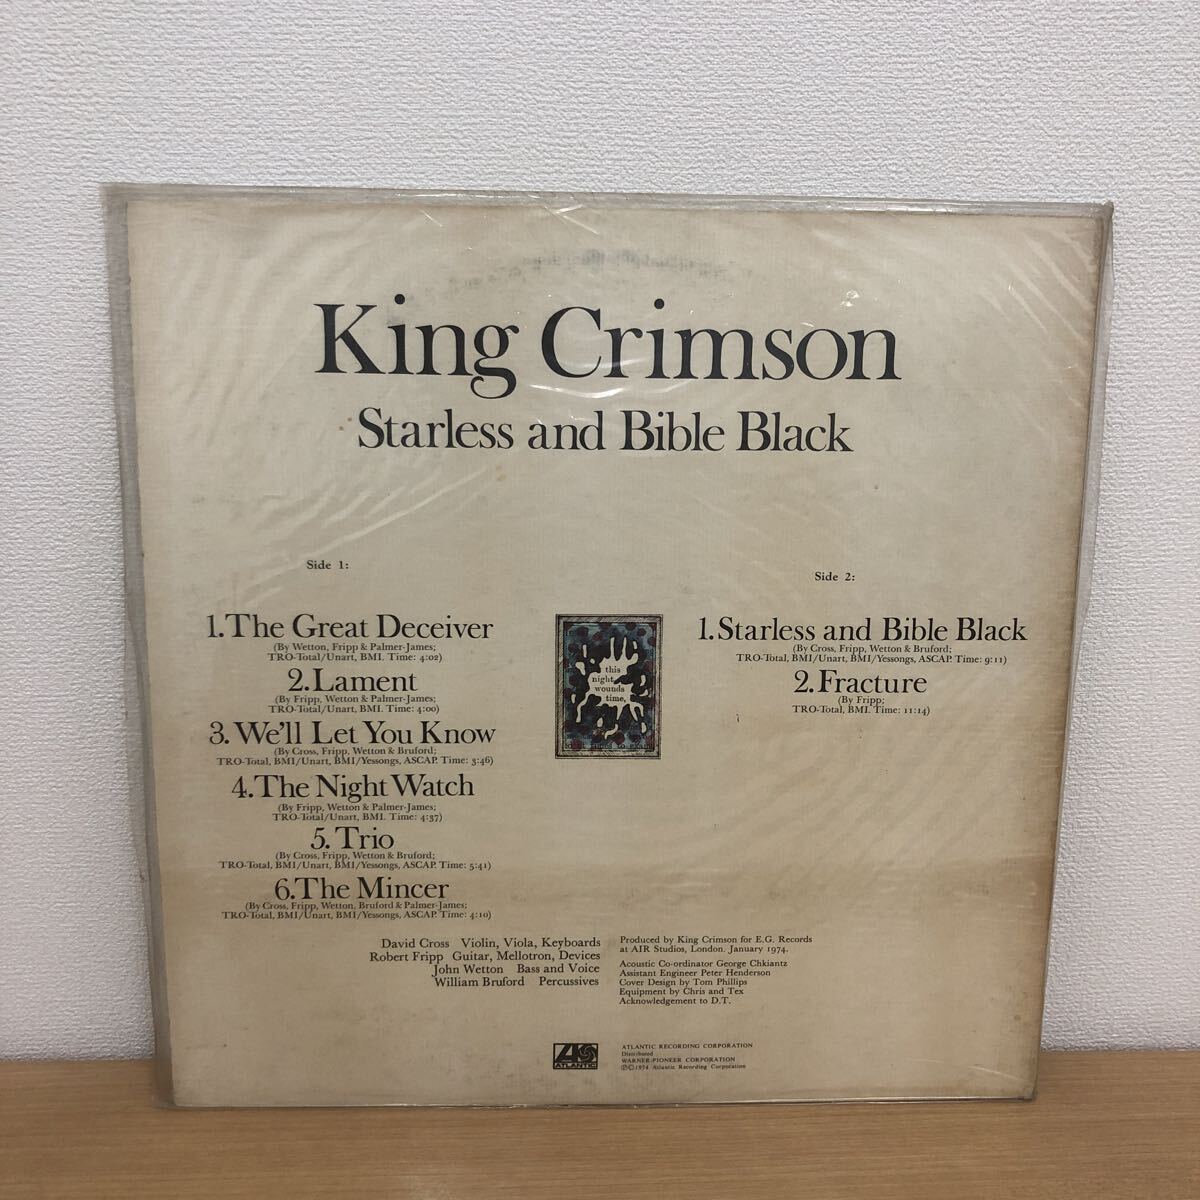 King Crimson
Starless and Bible Black
Side 1:
1.The Great Deceiver
(By Wetton, Fripp & Palmer-James;
TRO-Total/Unart, BMI. Time: 4:02)
2.Lament
(By Fripp, Wetton & Palmer-James;
TRO-Total/Unart, BMI. Time: 4:00)
3. We'll Let You Know
(By Cross, Fripp, Wetton & Bruford;
TRO-Total, BMI/Unart, BMI/Yessongs, ASCAP. Time: 3:46)
4.The Night Watch
(By Fripp, Wetton & Palmer-James;
TRO-Total/Unart, BMI. Time: 4:37)
5. Trio
(By Cross, Fripp, Wetton & Bruford;
TRO-Total, BMI/Unart, BMI/Yessongs, ASCAP. Time: 5:41)
6.The Mincer
(By Cross, Fripp, Wetton, Bruford & Palmer-James;
TRO-Total, BMI/Unart, BMI/Yessongs, ASCAP. Time: 4:10)
this
night
wounds
time,
Side 2:
1.Starless and Bible Black
(By Cross, Fripp, Wetton & Bruford;
TRO-Total, BMI/Unart, BMI/Yessongs, ASCAP. Time: 9:11)
2.Fracture
(By Fripp;
TRO-Total, BMI. Time: 11:14)
David Cross Violin, Viola, Keyboards
Robert Fripp Guitar, Mellotron, Devices
John Wetton Bass and Voice
William Bruford Percussives
Produced by King Crimson for E.G. Records
at AIR Studios, London. January 1974.
Acoustic Co-ordinator George Chkiantz
Assistant Engineer Peter Henderson
Cover Design by Tom Phillips
Equipment by Chris and Tex
Acknowledgement to D.T.
ATLANTIC
ATLANTIC RECORDING CORPORATION
Distributed
WARNER-PIONEER CORPORATION
℗©1974 Atlantic Recording Corporation